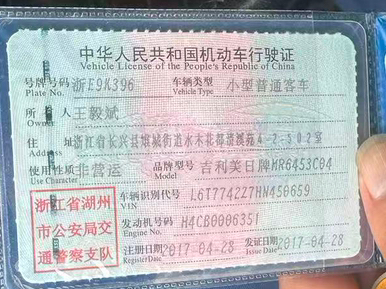 中华人民共和国机动车行驶证
Vehicle License of the People's Republic of China
号牌号码 浙E9K396 车辆类型 小型普通客车
Plate No. Vehicle Type
所有人 王毅斌
Owner
住址 浙江省长兴县 城街道水木花都 苑A-2-302室
Address
使用性质 非营运 品牌型号 吉利美日牌MR6453C04
Use Character Model
浙江省湖州
市公安局交
通警察支队
车辆识别代号 L6T7742Z7HN450659
VIN
发动机号码 H4CB0006351
Engine No.
注册日期 2017-04-28 发证日期 2017-04-28
Register Date Issue Date